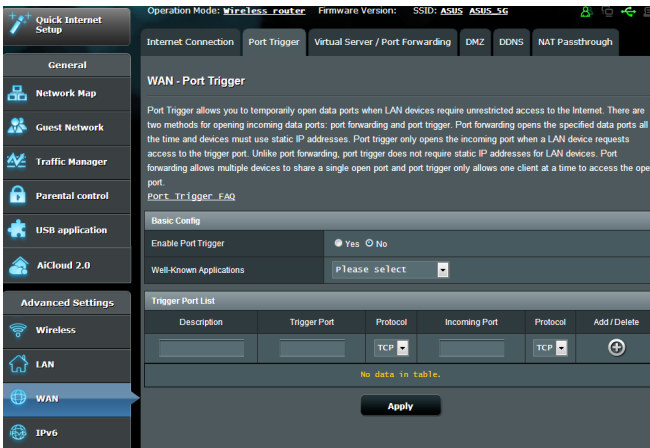 Quick Internet
Setup
General
Network Map
Guest Network
Traffic Manager
Parental control
USB application
AiCloud 2.0
Advanced Settings
Wireless
LAN
WAN
IPv6
Operation Mode: Wireless router Firmware Version: SSID: ASUS ASUS_5G
Internet Connection Port Trigger Virtual Server / Port Forwarding DMZ DDNS NAT Passthrough
WAN - Port Trigger
Port Trigger allows you to temporarily open data ports when LAN devices require unrestricted access to the Internet. There are
two methods for opening incoming data ports: port forwarding and port trigger. Port forwarding opens the specified data ports all
the time and devices must use static IP addresses. Port trigger only opens the incoming port when a LAN device requests
access to the trigger port. Unlike port forwarding, port trigger does not require static IP addresses for LAN devices. Port
forwarding allows multiple devices to share a single open port and port trigger only allows one client at a time to access the ope
port.
Port Trigger FAQ
Basic Config
Enable Port Trigger Yes No
Well-Known Applications Please select
Trigger Port List
Description Trigger Port Protocol Incoming Port Protocol Add / Delete
TCP TCP
No data in table.
Apply